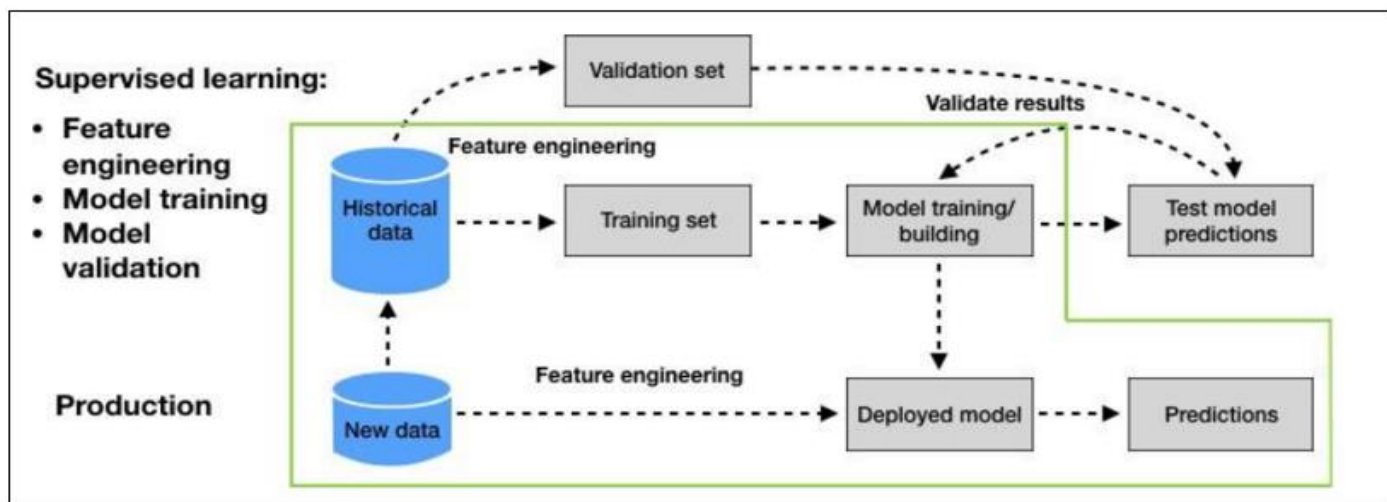 Supervised learning:
• Feature
engineering
• Model training
• Model
validation
Validation set
Validate results
Feature engineering
Historical
data
Training set
Model training/
building
Test model
predictions
Production
New data
Feature engineering
Deployed model
Predictions